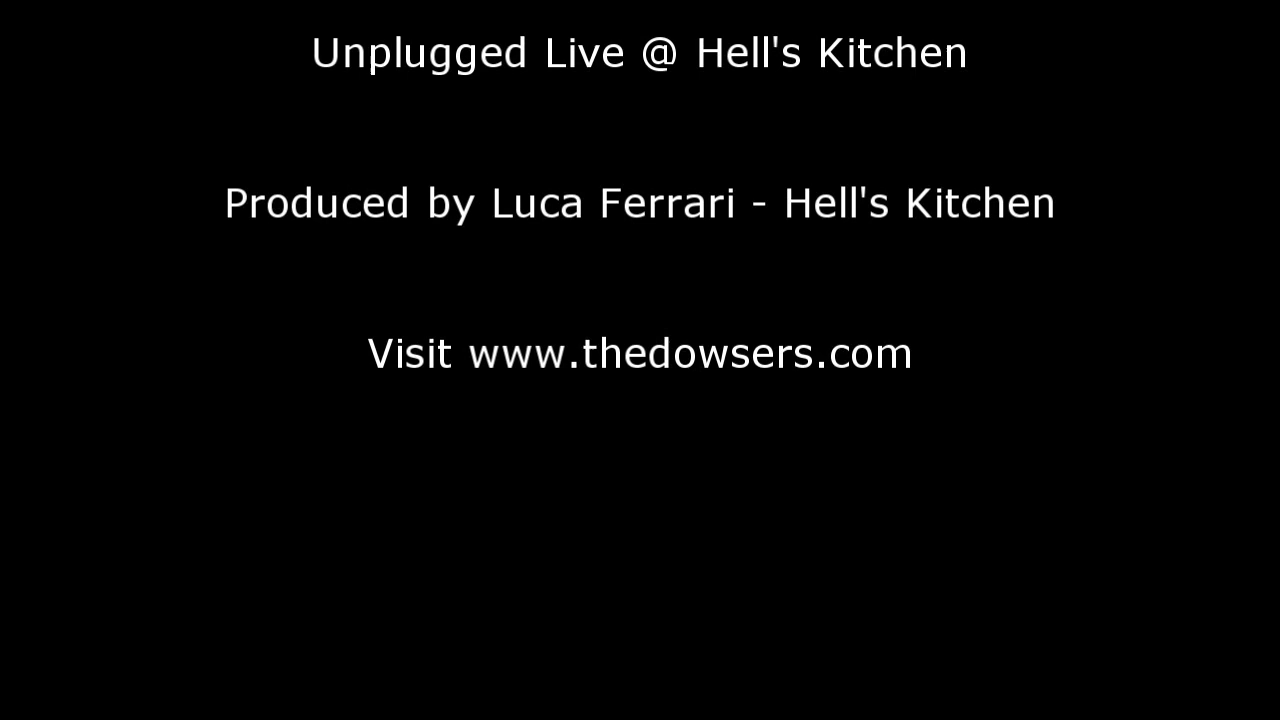 Unplugged Live @ Hell's Kitchen
Produced by Luca Ferrari - Hell's Kitchen
Visit www.thedowsers.com